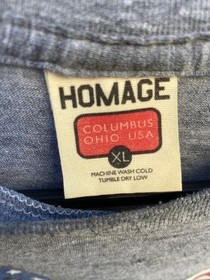 HOMAGE
COLUMBUS
OHIO USA
XL
MACHINE WASH COLD
TUMBLE DRY LOW